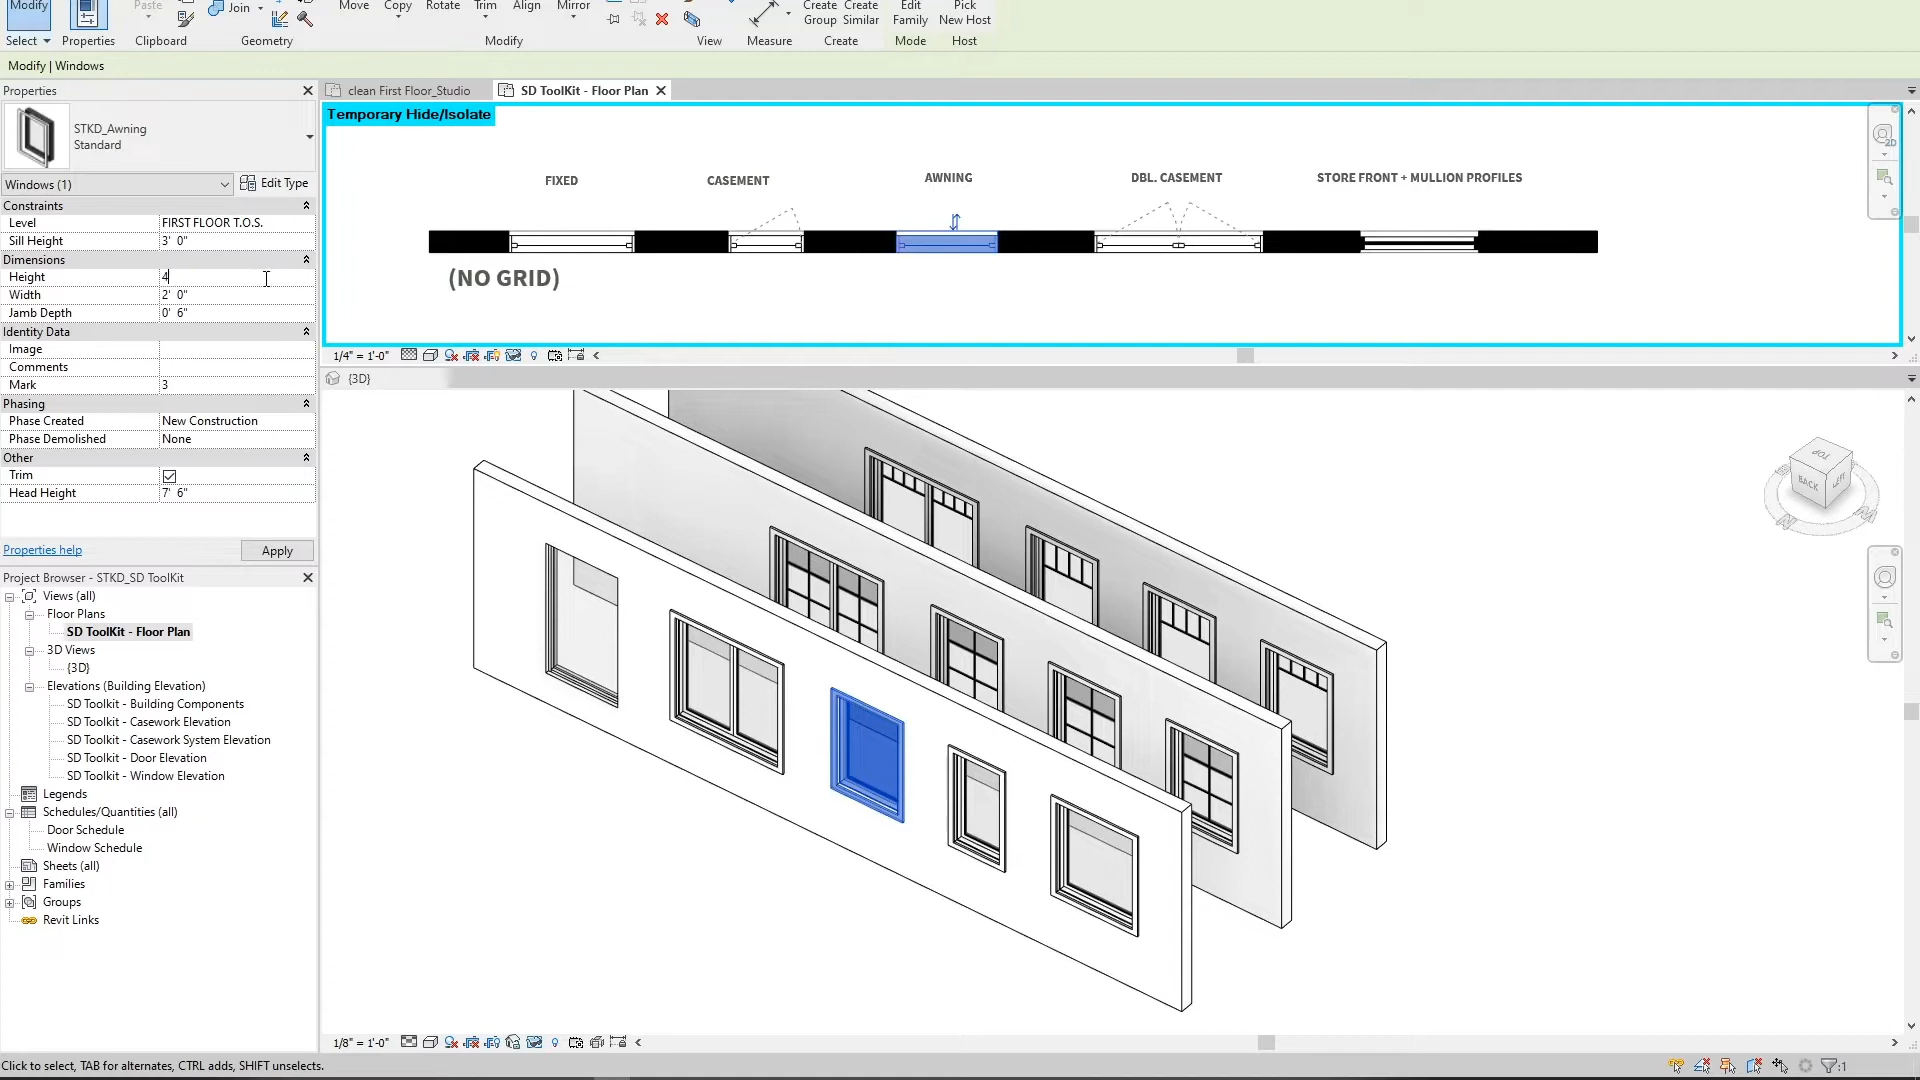 Modify
Paste
Join
Move Copy Rotate Trim Align Mirror
Create Group
Create Similar
Edit Family
Pick New Host
Select Properties Clipboard Geometry Modify View Measure Create Mode Host
Modify | Windows
Properties
STKD_Awning
Standard
Windows (1)
Edit Type
Constraints
Level FIRST FLOOR T.O.S.
Sill Height 3' 0"
Dimensions
Height 4
Width 2' 0"
Jamb Depth 0' 6"
Identity Data
Image
Comments
Mark 3
Phasing
Phase Created New Construction
Phase Demolished None
Other
Trim
Head Height 7' 6"
Properties help
Apply
Project Browser - STKD_SD ToolKit
Views (all)
Floor Plans
SD ToolKit - Floor Plan
3D Views
{3D}
Elevations (Building Elevation)
SD Toolkit - Building Components
SD Toolkit - Casework Elevation
SD Toolkit - Casework System Elevation
SD Toolkit - Door Elevation
SD Toolkit - Window Elevation
Legends
Schedules/Quantities (all)
Door Schedule
Window Schedule
Sheets (all)
Families
Groups
Revit Links
clean First Floor_Studio
SD ToolKit - Floor Plan
Temporary Hide/Isolate
FIXED CASEMENT AWNING DBL. CASEMENT STORE FRONT + MULLION PROFILES
(NO GRID)
2D
1/4" = 1'-0"
{3D}
TOP
BACK
LEFT
N
W
1/8" = 1'-0"
Click to select, TAB for alternates, CTRL adds, SHIFT unselects.
:1